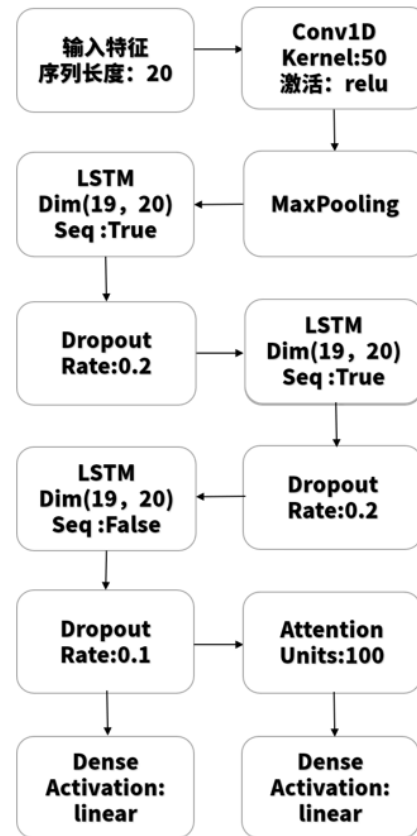 输入特征
序列长度：20
Conv1D
Kernel:50
激活：relu
MaxPooling
LSTM
Dim(19，20)
Seq :True
Dropout
Rate:0.2
LSTM
Dim(19，20)
Seq :True
Dropout
Rate:0.2
LSTM
Dim(19，20)
Seq :False
Dropout
Rate:0.1
Attention
Units:100
Dense
Activation:
linear
Dense
Activation:
linear